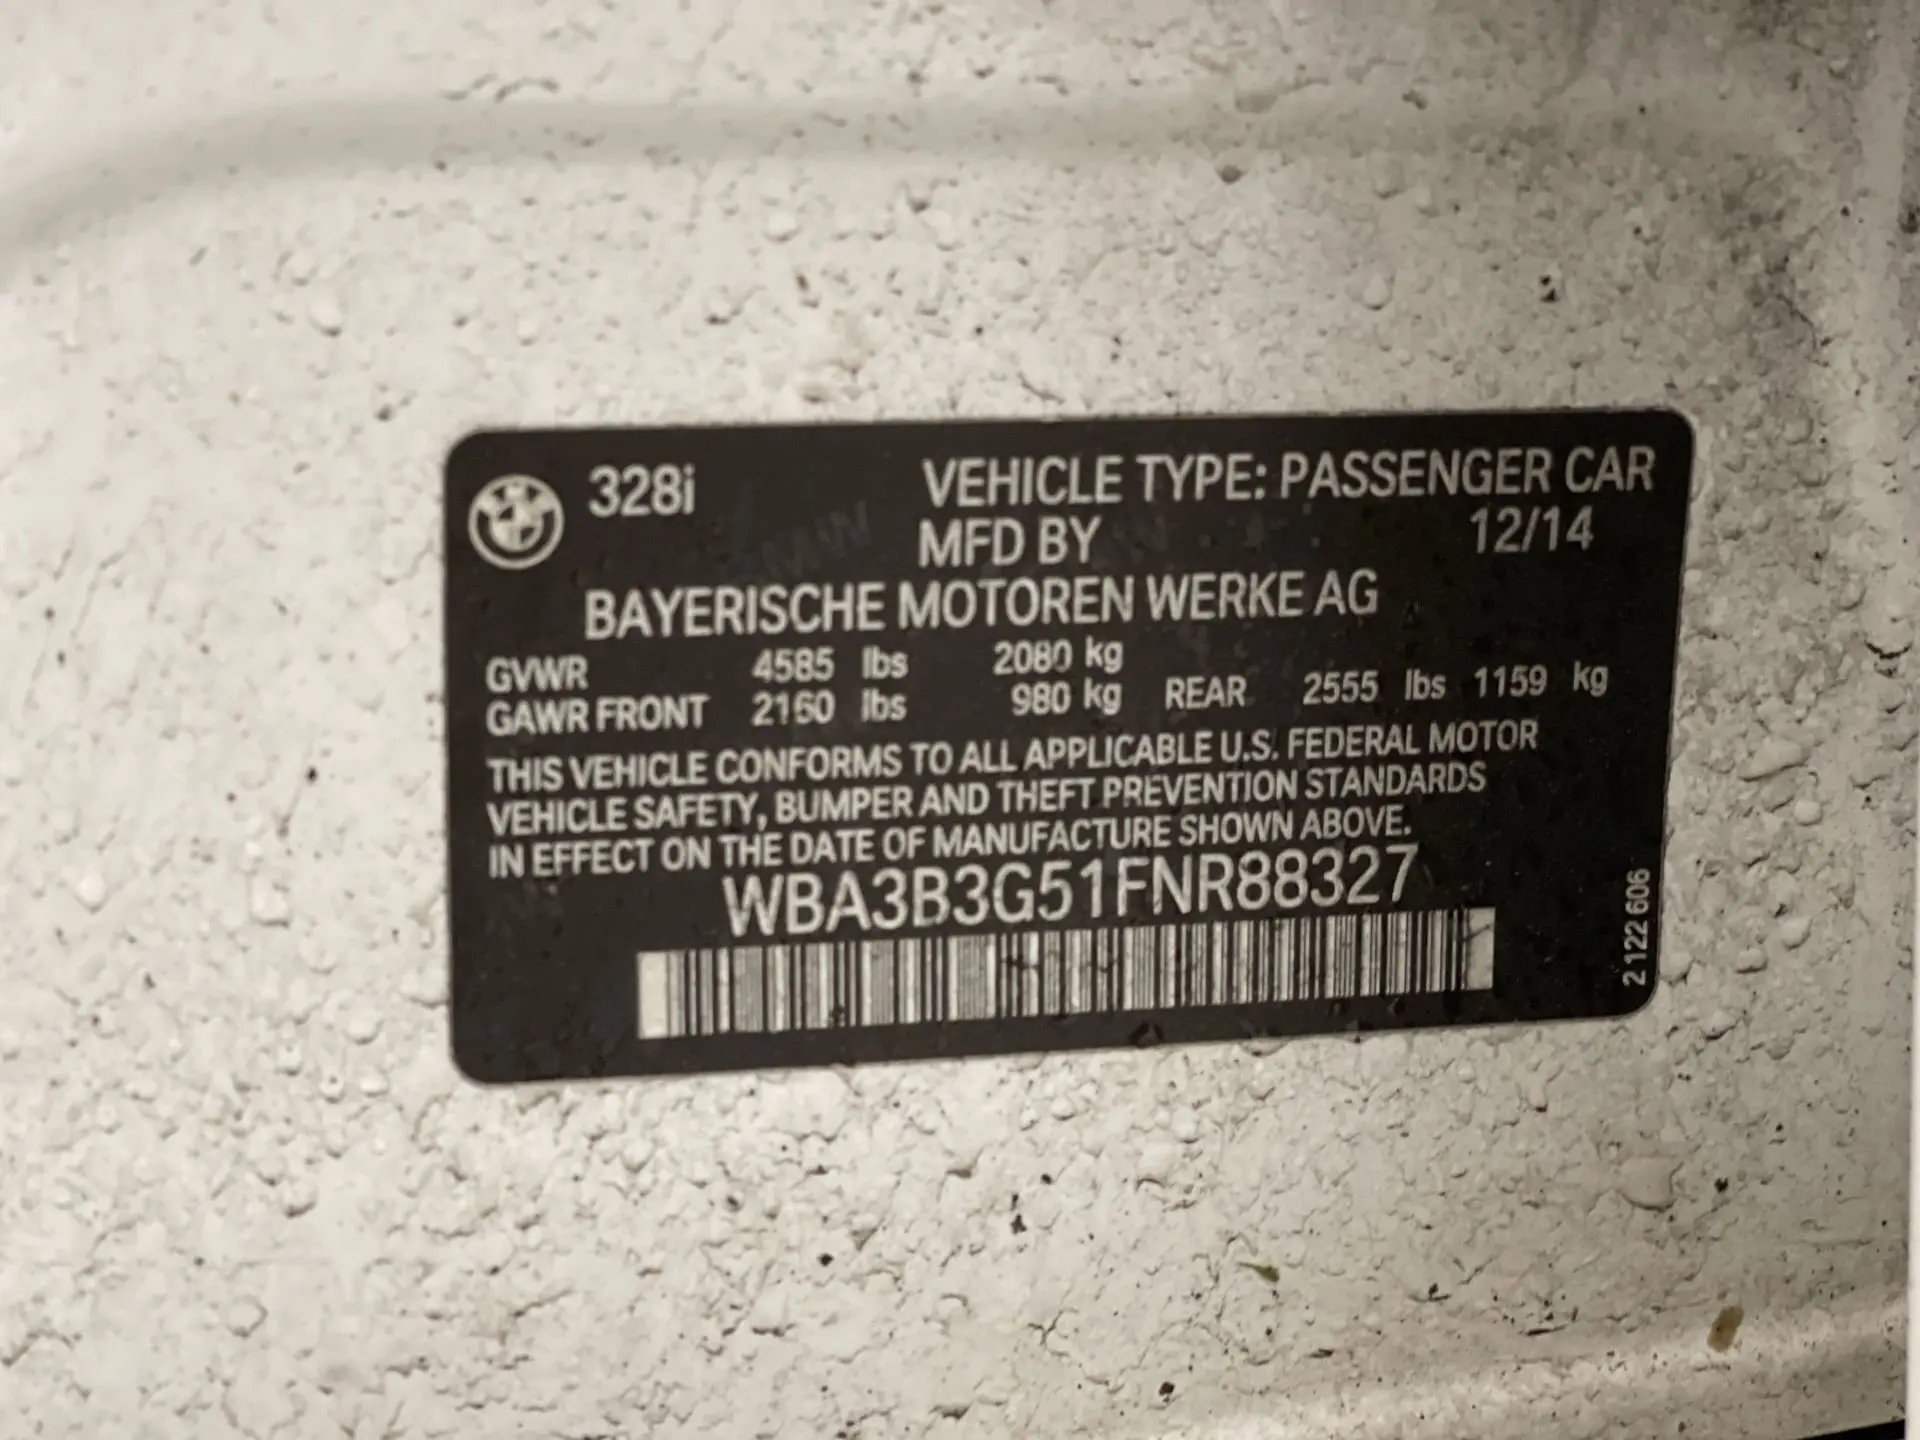 328i VEHICLE TYPE: PASSENGER CAR
MFD BY 12/14
BAYERISCHE MOTOREN WERKE AG
GVWR 4585 lbs 2080 kg
GAWR FRONT 2160 lbs 980 kg REAR 2555 lbs 1159 kg
THIS VEHICLE CONFORMS TO ALL APPLICABLE U.S. FEDERAL MOTOR
VEHICLE SAFETY, BUMPER AND THEFT PREVENTION STANDARDS
IN EFFECT ON THE DATE OF MANUFACTURE SHOWN ABOVE.
WBA3B3G51FNR88327
2 122 606